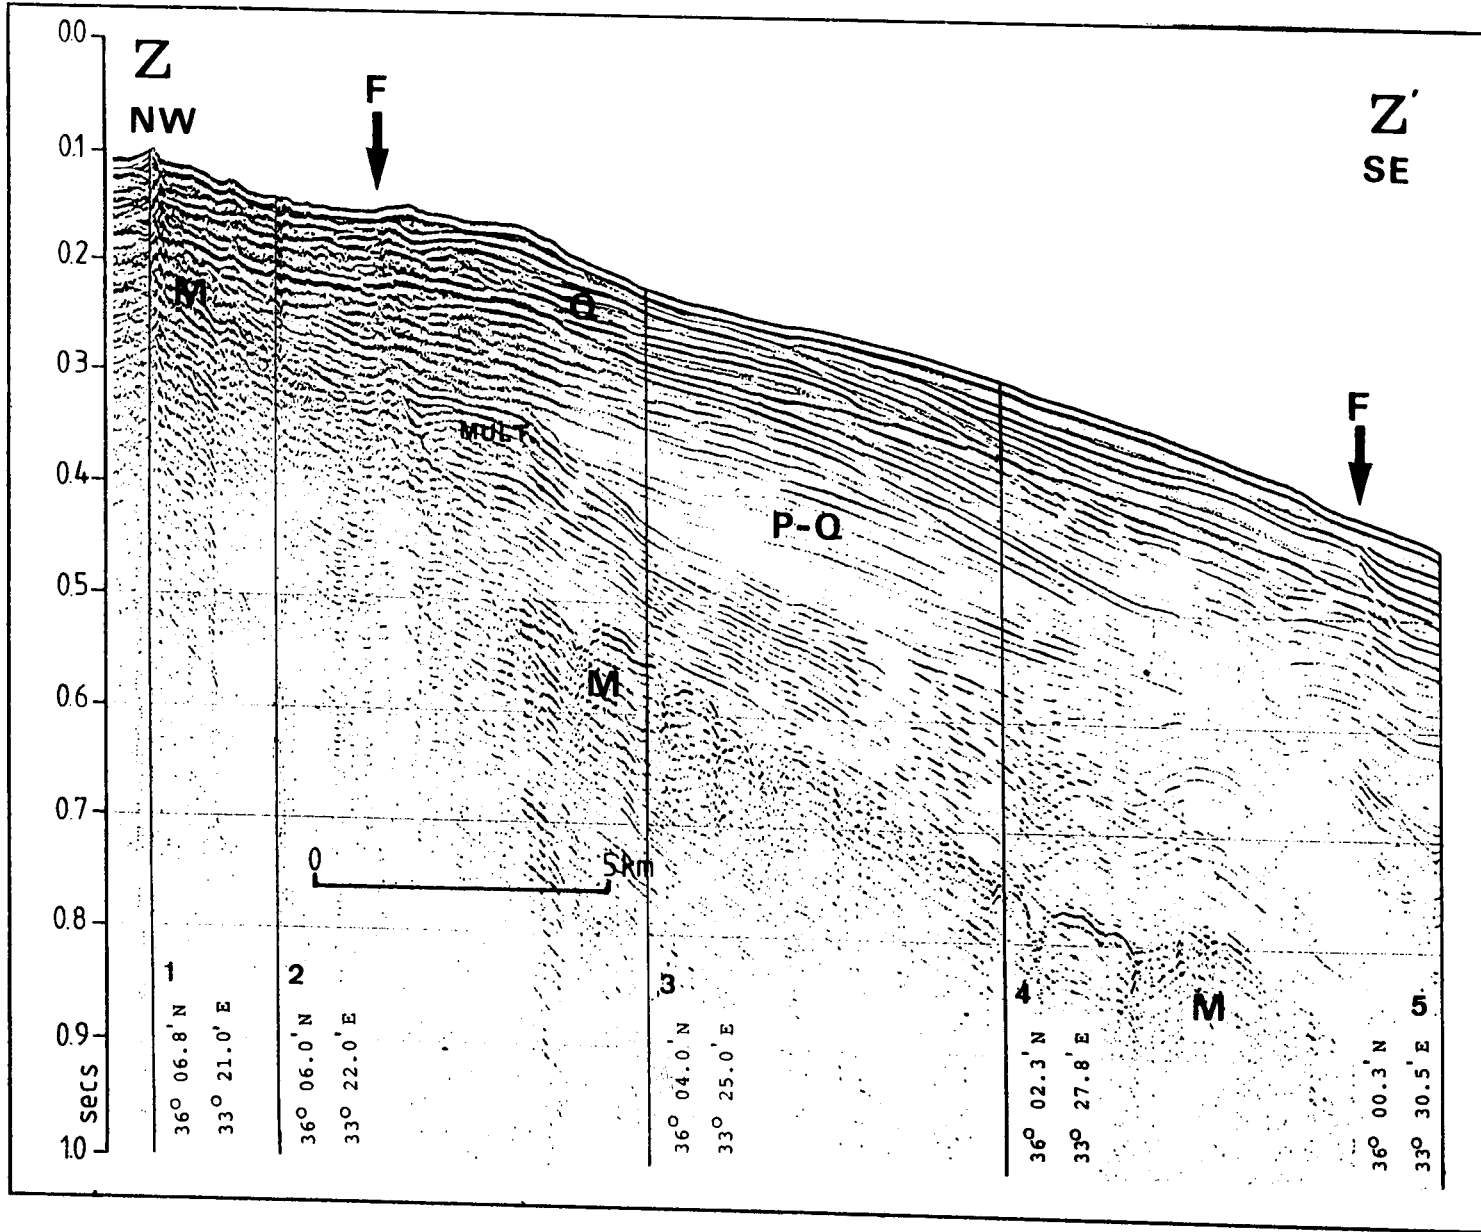 0.0
0.1
0.2
0.3
0.4
0.5
0.6
0.7
0.8
0.9
1.0
secs
Z
NW
F
Z′
SE
F
M
Q
MULT.
P-Q
M
M
0 5km
1
36° 06.8' N
33° 21.0' E
2
36° 06.0' N
33° 22.0' E
3
36° 04.0' N
33° 25.0' E
4
36° 02.3' N
33° 27.8' E
5
36° 00.3' N
33° 30.5' E